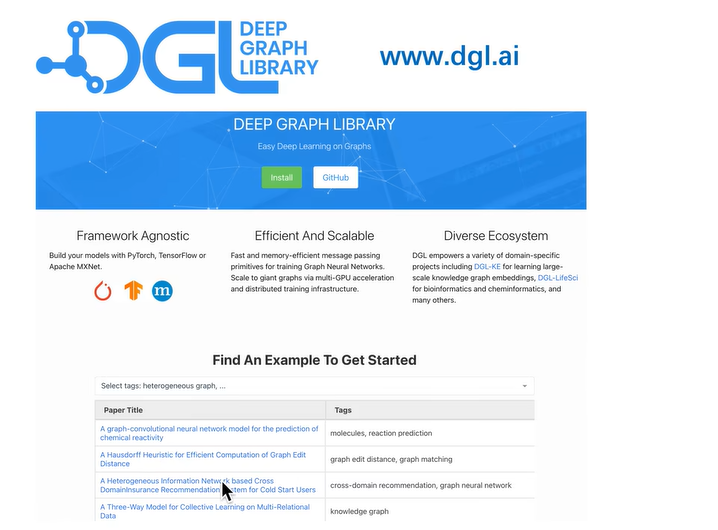 DGL
DEEP
GRAPH
LIBRARY
www.dgl.ai
DEEP GRAPH LIBRARY
Easy Deep Learning on Graphs
Install
GitHub
Framework Agnostic
Build your models with PyTorch, TensorFlow or
Apache MXNet.
m
Efficient And Scalable
Fast and memory-efficient message passing
primitives for training Graph Neural Networks.
Scale to giant graphs via multi-GPU acceleration
and distributed training infrastructure.
Diverse Ecosystem
DGL empowers a variety of domain-specific
projects including DGL-KE for learning large-
scale knowledge graph embeddings, DGL-LifeSci
for bioinformatics and cheminformatics, and
many others.
Find An Example To Get Started
Select tags: heterogeneous graph, ...
Paper Title
Tags
A graph-convolutional neural network model for the prediction of
chemical reactivity
molecules, reaction prediction
A Hausdorff Heuristic for Efficient Computation of Graph Edit
Distance
graph edit distance, graph matching
A Heterogeneous Information Network based Cross
DomainInsurance Recommendation System for Cold Start Users
cross-domain recommendation, graph neural network
A Three-Way Model for Collective Learning on Multi-Relational
Data
knowledge graph